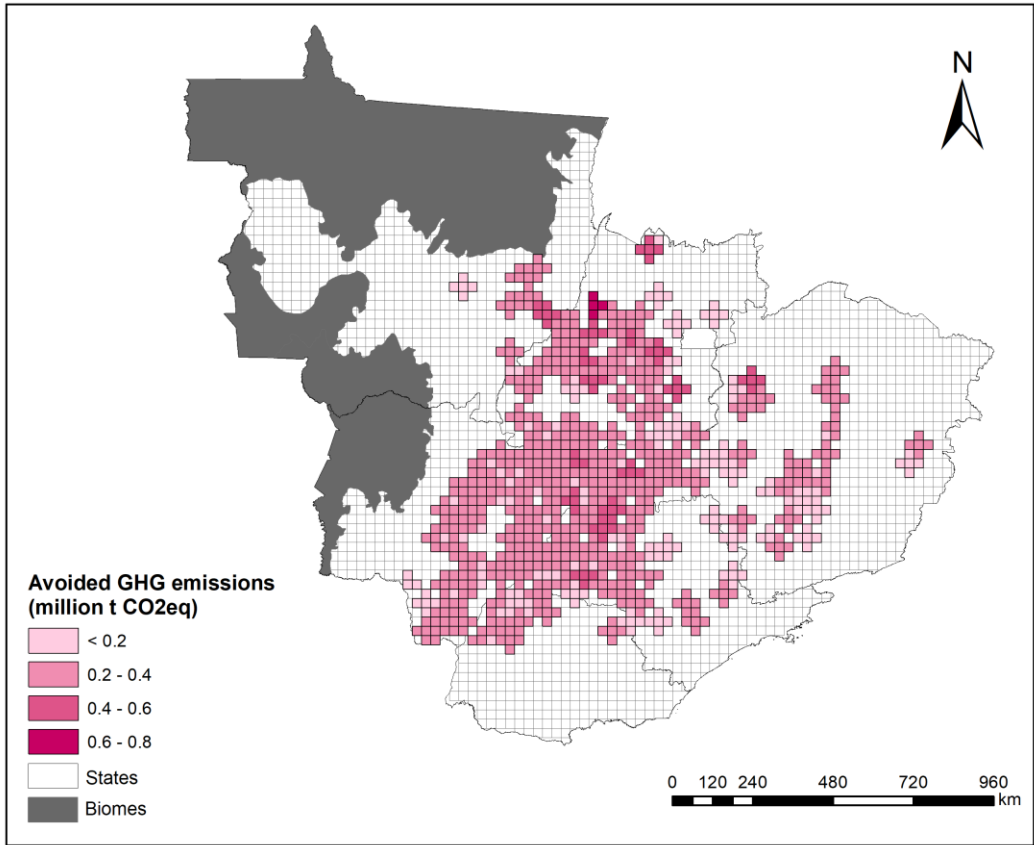 N
Avoided GHG emissions
(million t CO2eq)
< 0.2
0.2 - 0.4
0.4 - 0.6
0.6 - 0.8
States
Biomes
0 120 240 480 720 960
km